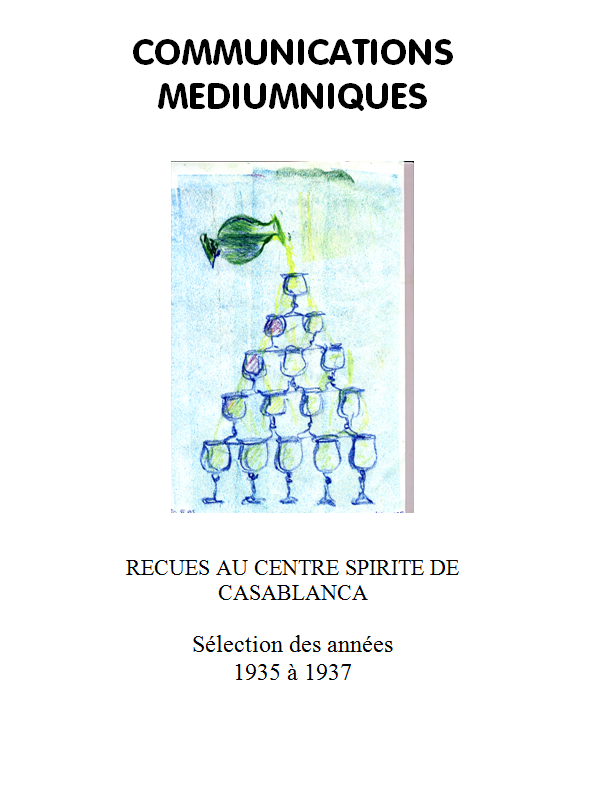 COMMUNICATIONS
MEDIUMNIQUES
RECUES AU CENTRE SPIRITE DE
CASABLANCA
Sélection des années
1935 à 1937